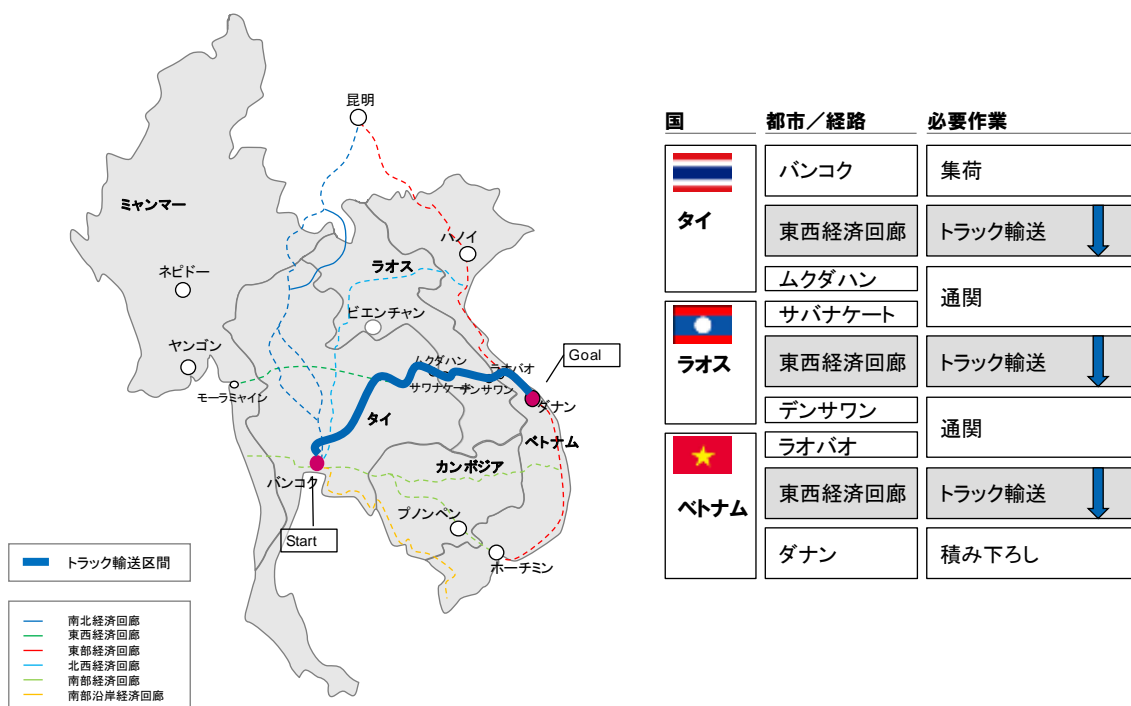 昆明
ミャンマー
ハノイ
ラオス
ネピドー
ビエンチャン
ヤンゴン
ムクダハン
ラオバオ
Goal
サワナケート
デンサワン
モーラミャイン
ダナン
タイ
ベトナム
カンボジア
バンコク
プノンペン
Start
ホーチミン
トラック輸送区間
南北経済回廊
東西経済回廊
東部経済回廊
北西経済回廊
南部経済回廊
南部沿岸経済回廊
国 都市／経路 必要作業
タイ
バンコク 集荷
東西経済回廊 トラック輸送
ムクダハン
通関
サバナケート
ラオス
東西経済回廊 トラック輸送
デンサワン
通関
ラオバオ
ベトナム
東西経済回廊 トラック輸送
ダナン 積み下ろし